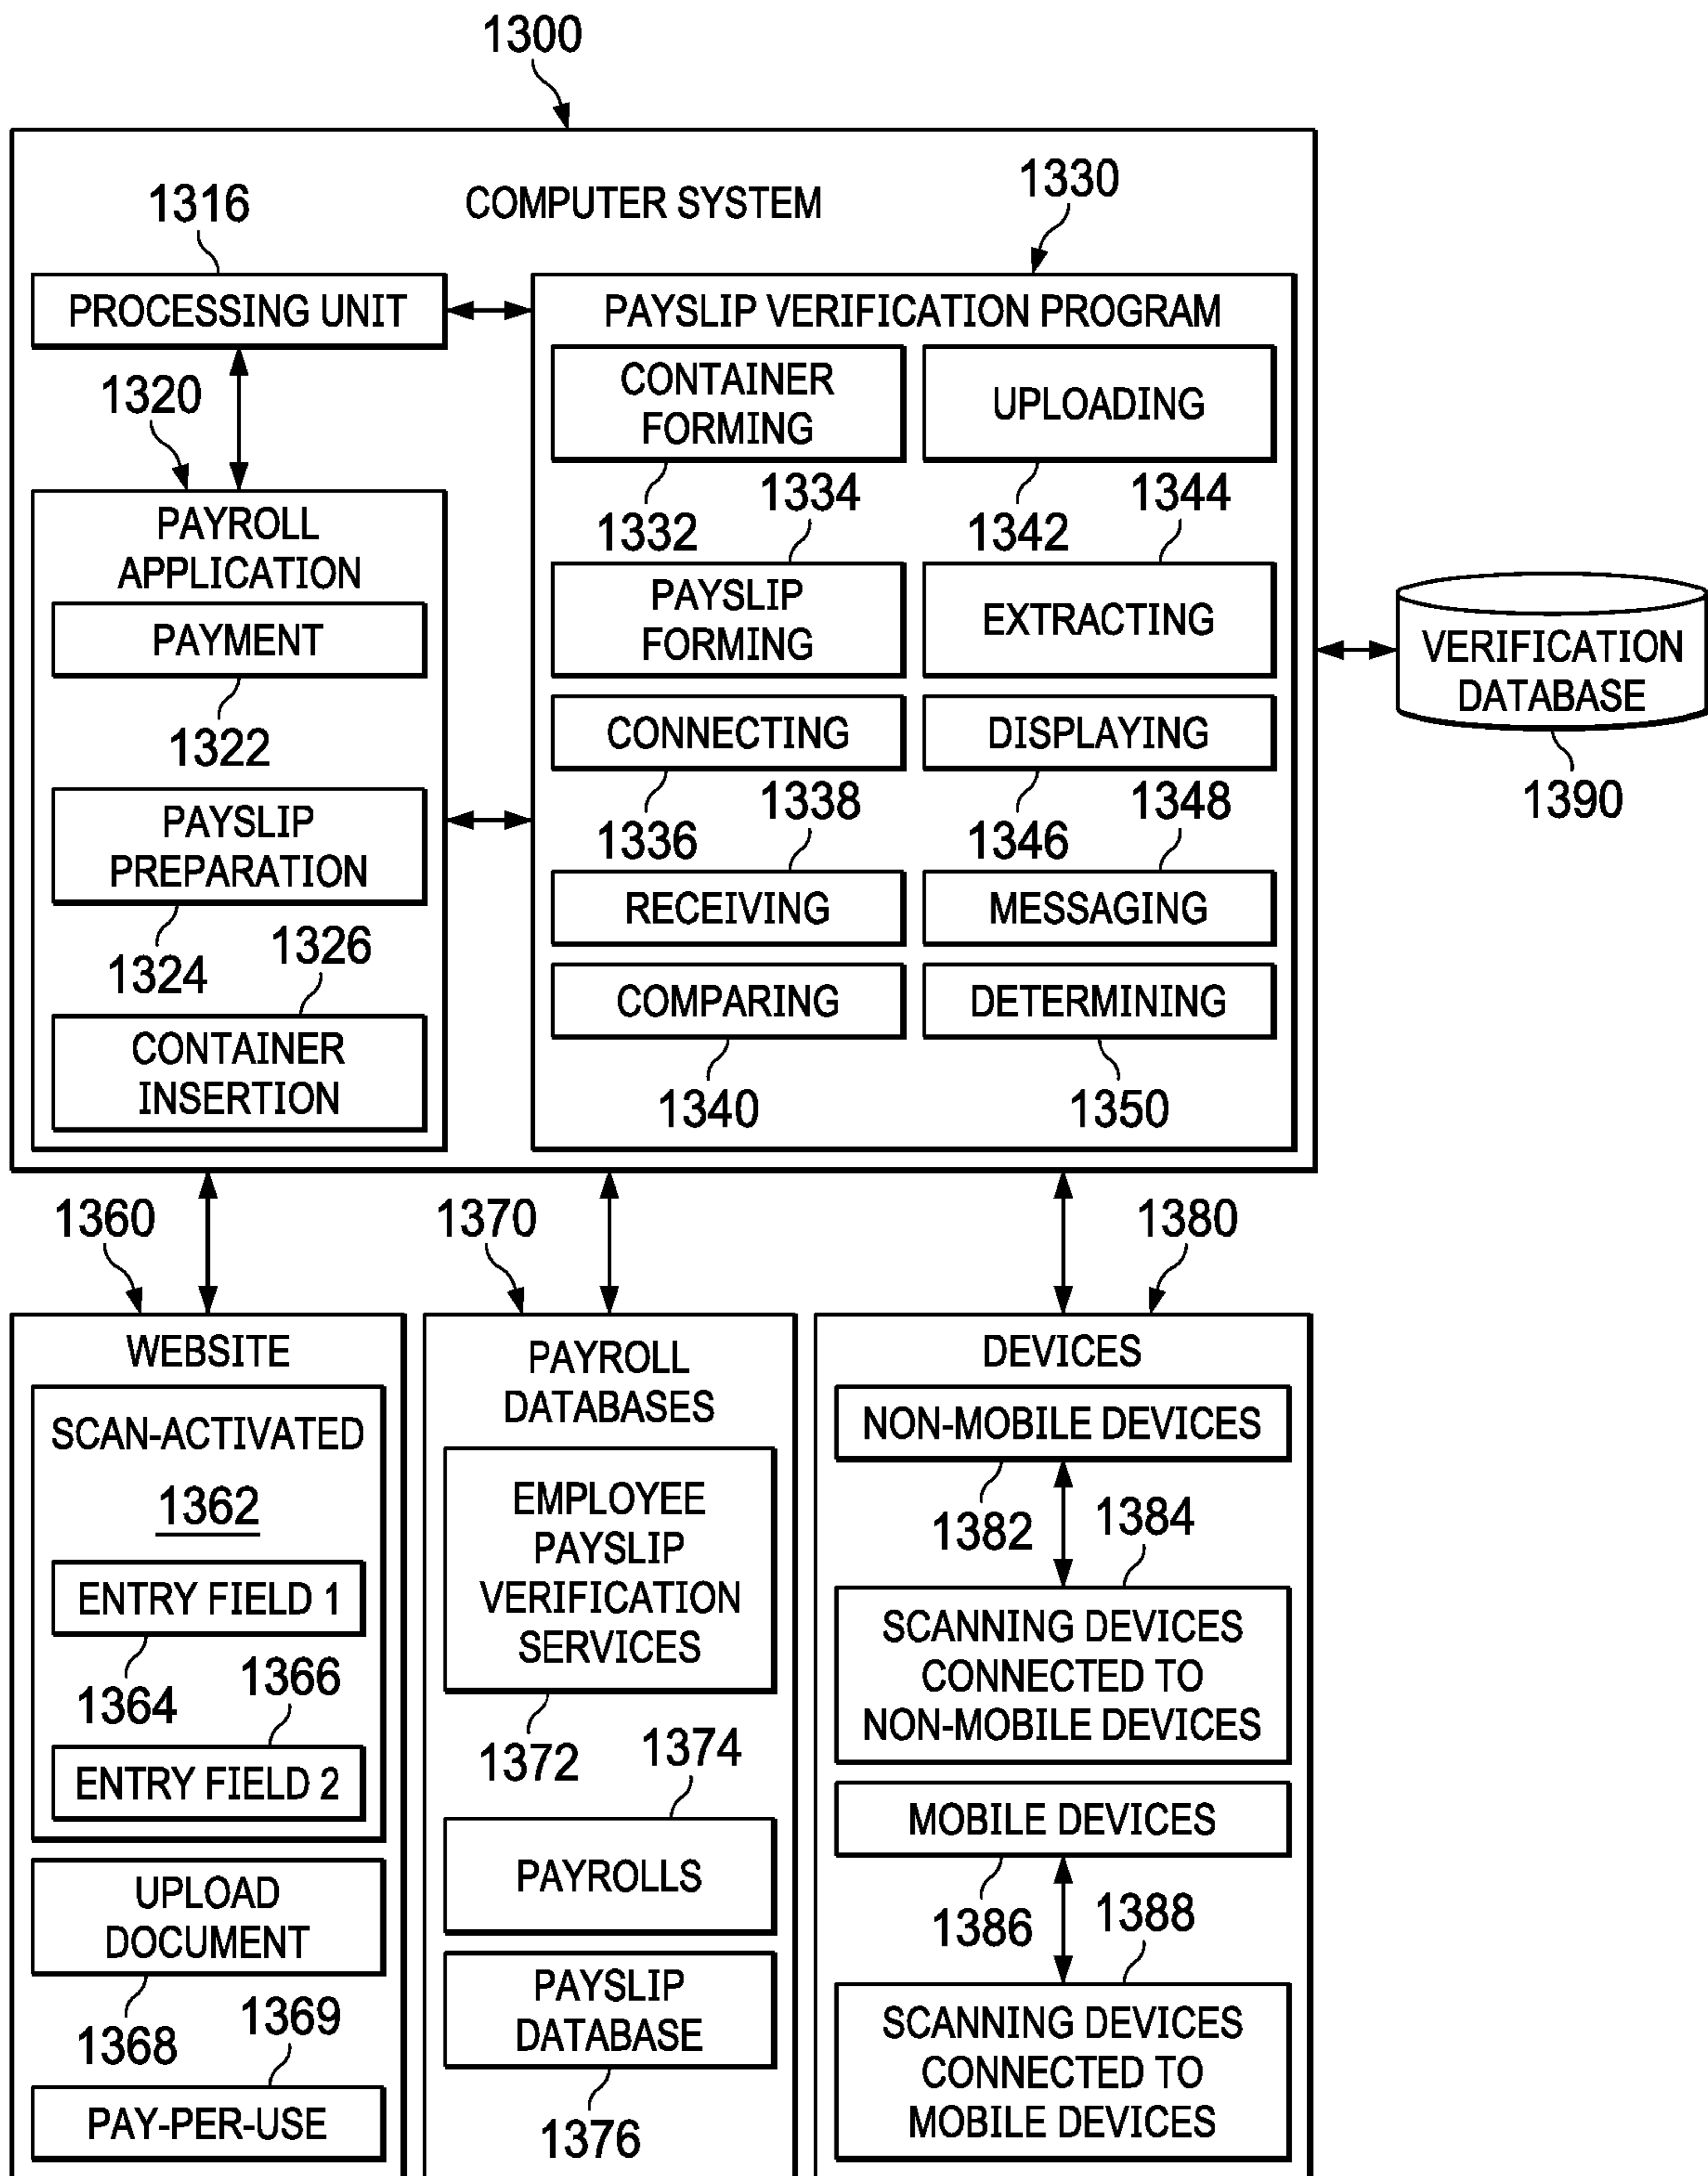 1300
COMPUTER SYSTEM
1316
1330
PROCESSING UNIT
1320
PAYROLL
APPLICATION
PAYMENT
1322
PAYSLIP
PREPARATION
1324
1326
CONTAINER
INSERTION
PAYSLIP VERIFICATION PROGRAM
CONTAINER
FORMING
UPLOADING
1332
1334
1342
1344
PAYSLIP
FORMING
EXTRACTING
CONNECTING
DISPLAYING
1336
1338
1346
1348
RECEIVING
MESSAGING
COMPARING
DETERMINING
1340
1350
VERIFICATION
DATABASE
1390
1360
WEBSITE
SCAN-ACTIVATED
1362
ENTRY FIELD 1
1364
1366
ENTRY FIELD 2
UPLOAD
DOCUMENT
1368
1369
PAY-PER-USE
1370
PAYROLL
DATABASES
EMPLOYEE
PAYSLIP
VERIFICATION
SERVICES
1372
1374
PAYROLLS
PAYSLIP
DATABASE
1376
1380
DEVICES
NON-MOBILE DEVICES
1382
1384
SCANNING DEVICES
CONNECTED TO
NON-MOBILE DEVICES
MOBILE DEVICES
1386
1388
SCANNING DEVICES
CONNECTED TO
MOBILE DEVICES